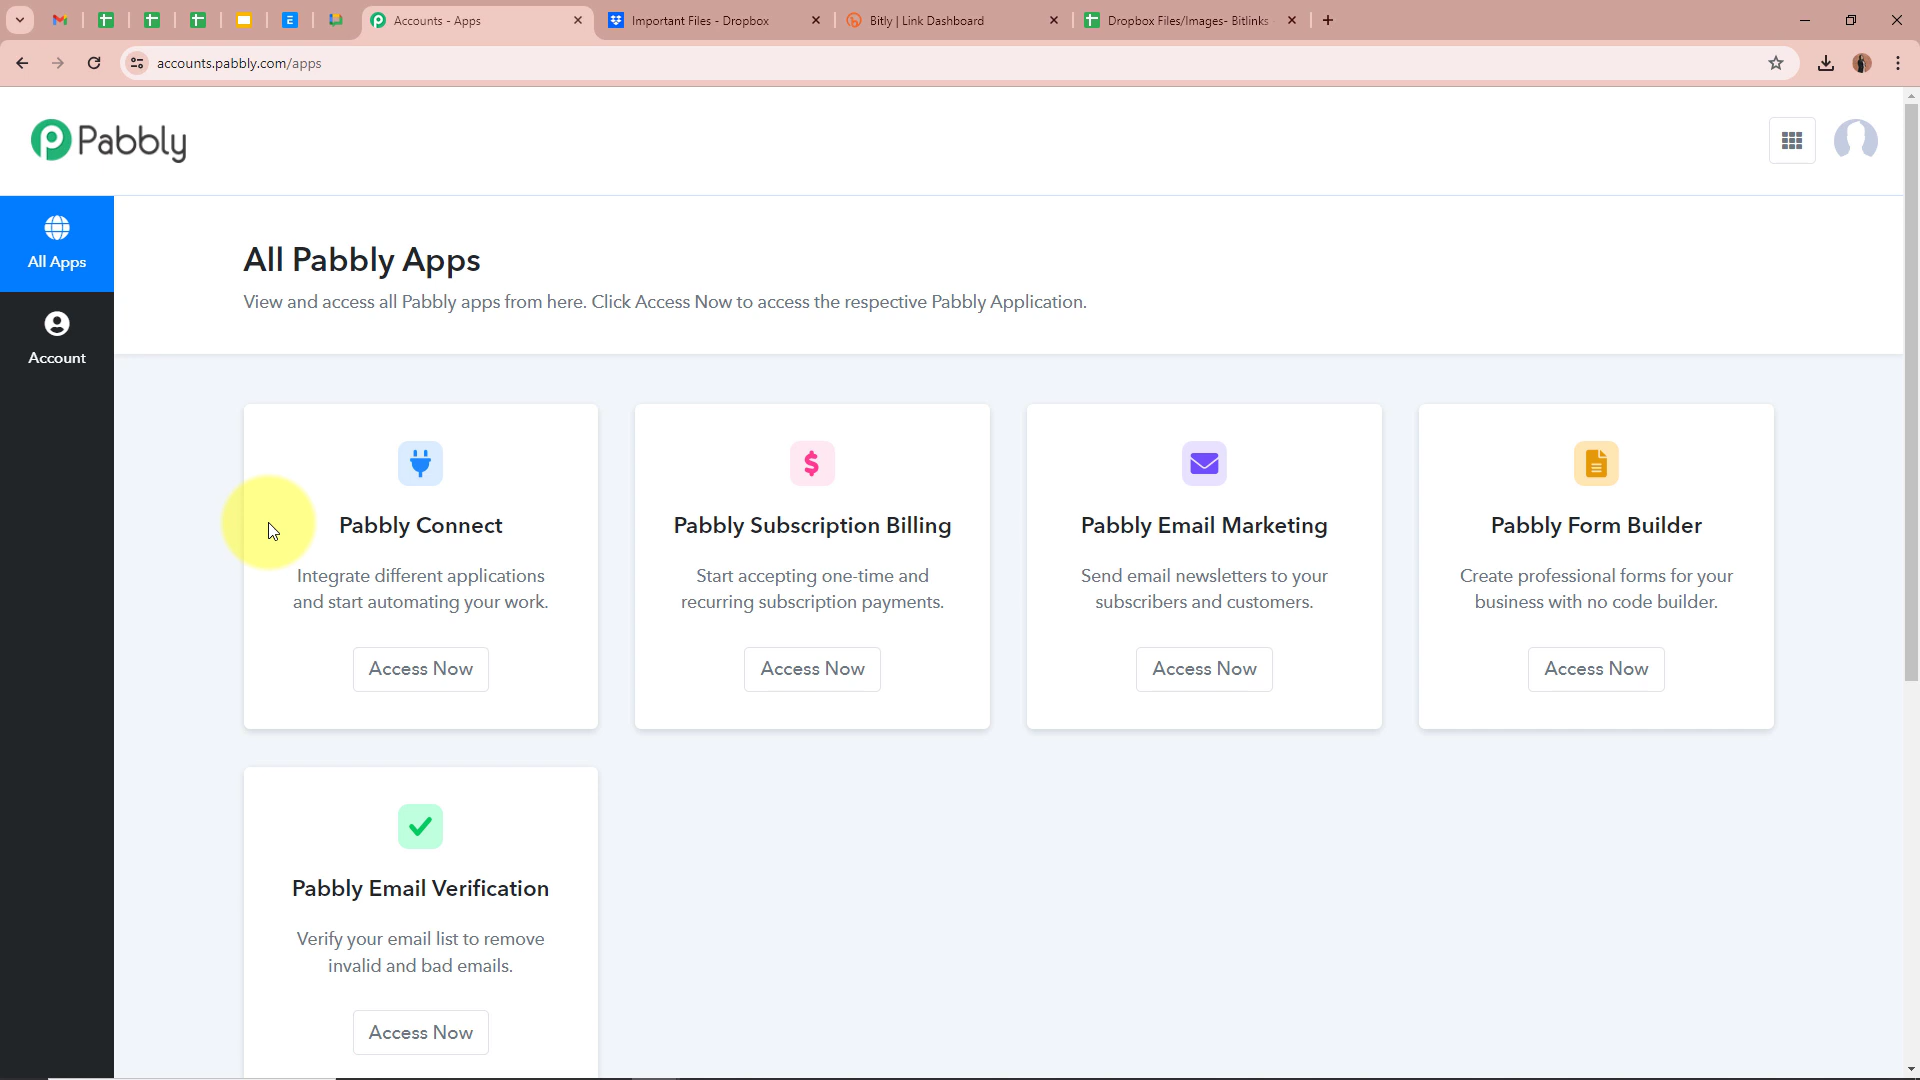 Accounts - Apps
Important Files - Dropbox
Bitly | Link Dashboard
Dropbox Files/Images- Bitlinks
accounts.pabbly.com/apps
Pabbly
All Apps
Account
All Pabbly Apps
View and access all Pabbly apps from here. Click Access Now to access the respective Pabbly Application.
Pabbly Connect
Integrate different applications
and start automating your work.
Access Now
Pabbly Subscription Billing
Start accepting one-time and
recurring subscription payments.
Access Now
Pabbly Email Marketing
Send email newsletters to your
subscribers and customers.
Access Now
Pabbly Form Builder
Create professional forms for your
business with no code builder.
Access Now
Pabbly Email Verification
Verify your email list to remove
invalid and bad emails.
Access Now